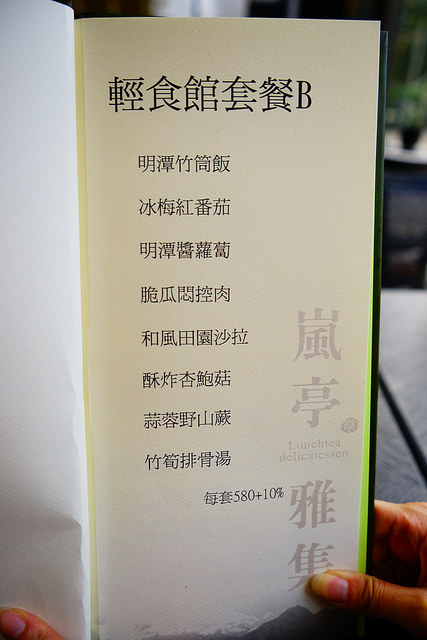 輕食館套餐B
明潭竹筒飯
冰梅紅番茄
明潭醬蘿蔔
脆瓜悶控肉
和風田園沙拉
酥炸杏鮑菇
蒜蓉野山蕨
竹筍排骨湯
每套580+10%
嵐亭
Lunchtea
delicatessen
雅集